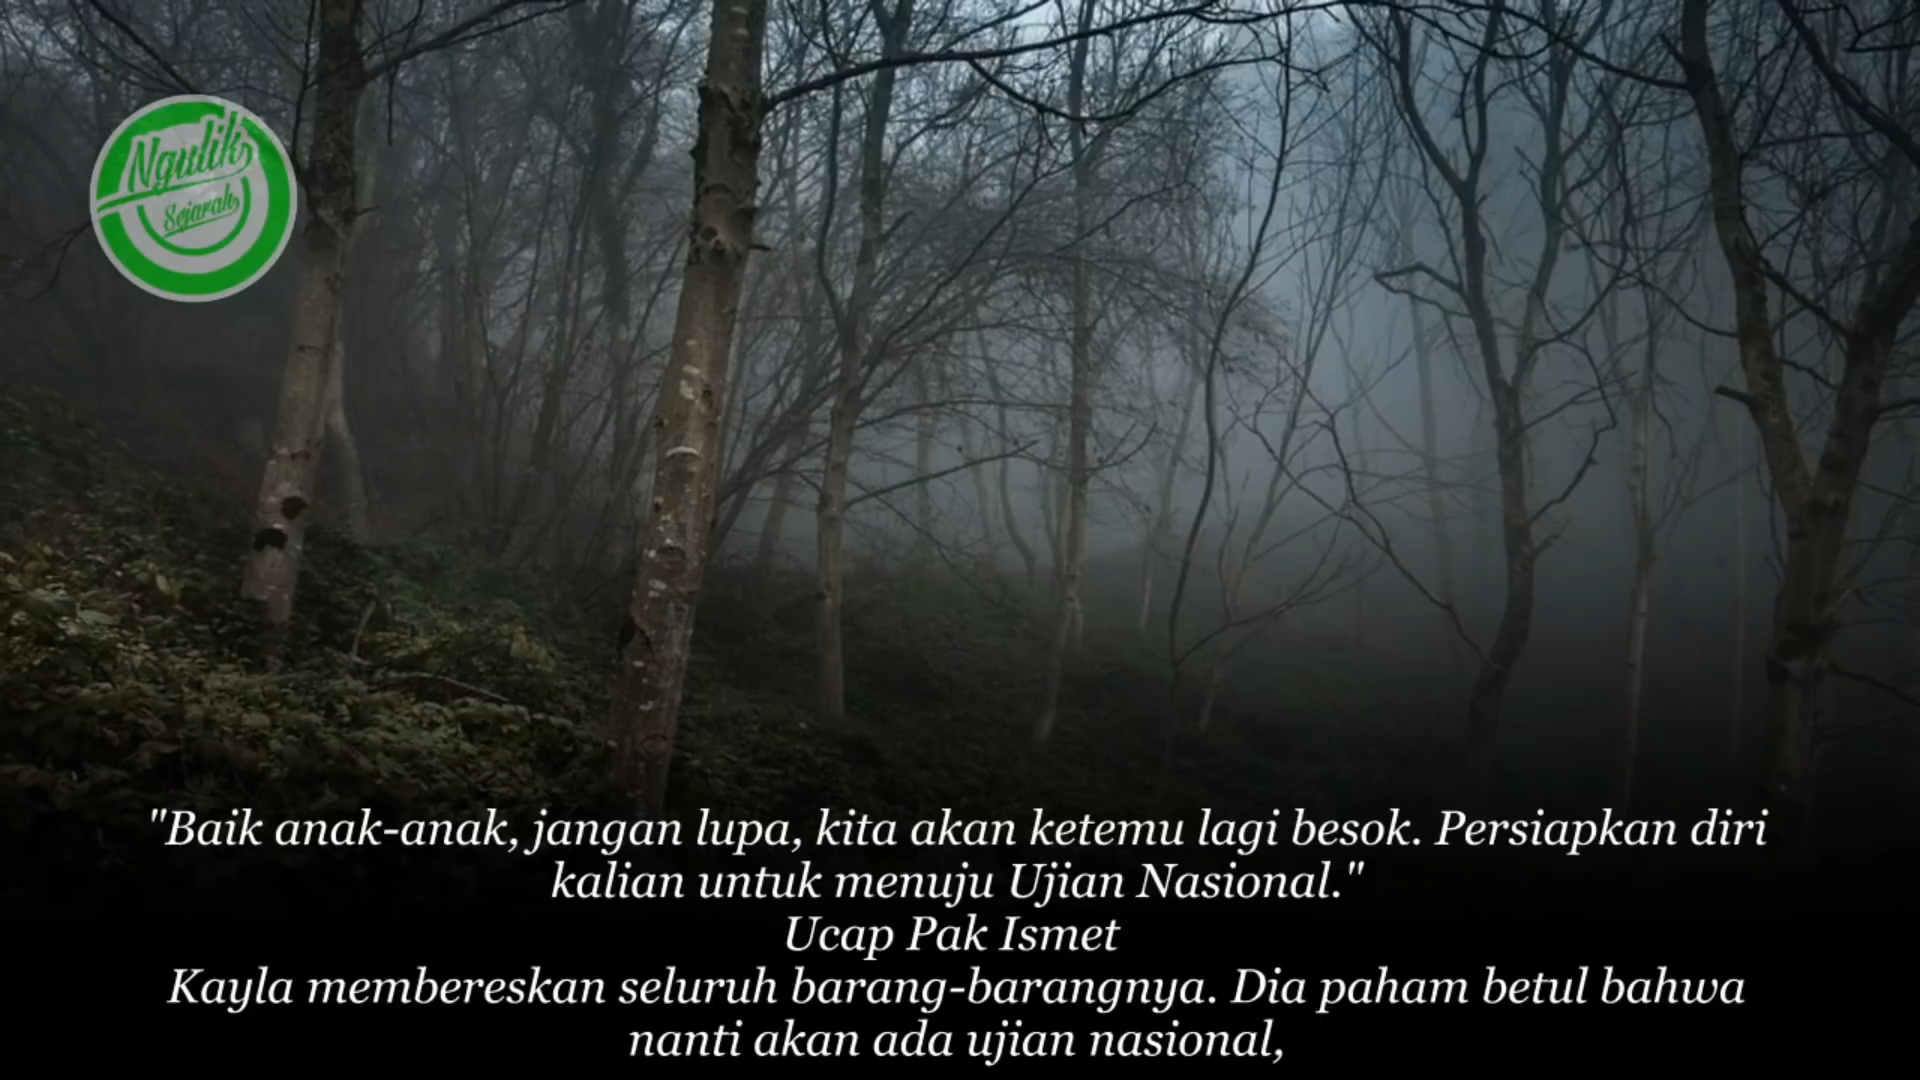 Ngulik
Sejarah
"Baik anak-anak, jangan lupa, kita akan ketemu lagi besok. Persiapkan diri
kalian untuk menuju Ujian Nasional."
Ucap Pak Ismet
Kayla membereskan seluruh barang-barangnya. Dia paham betul bahwa
nanti akan ada ujian nasional,